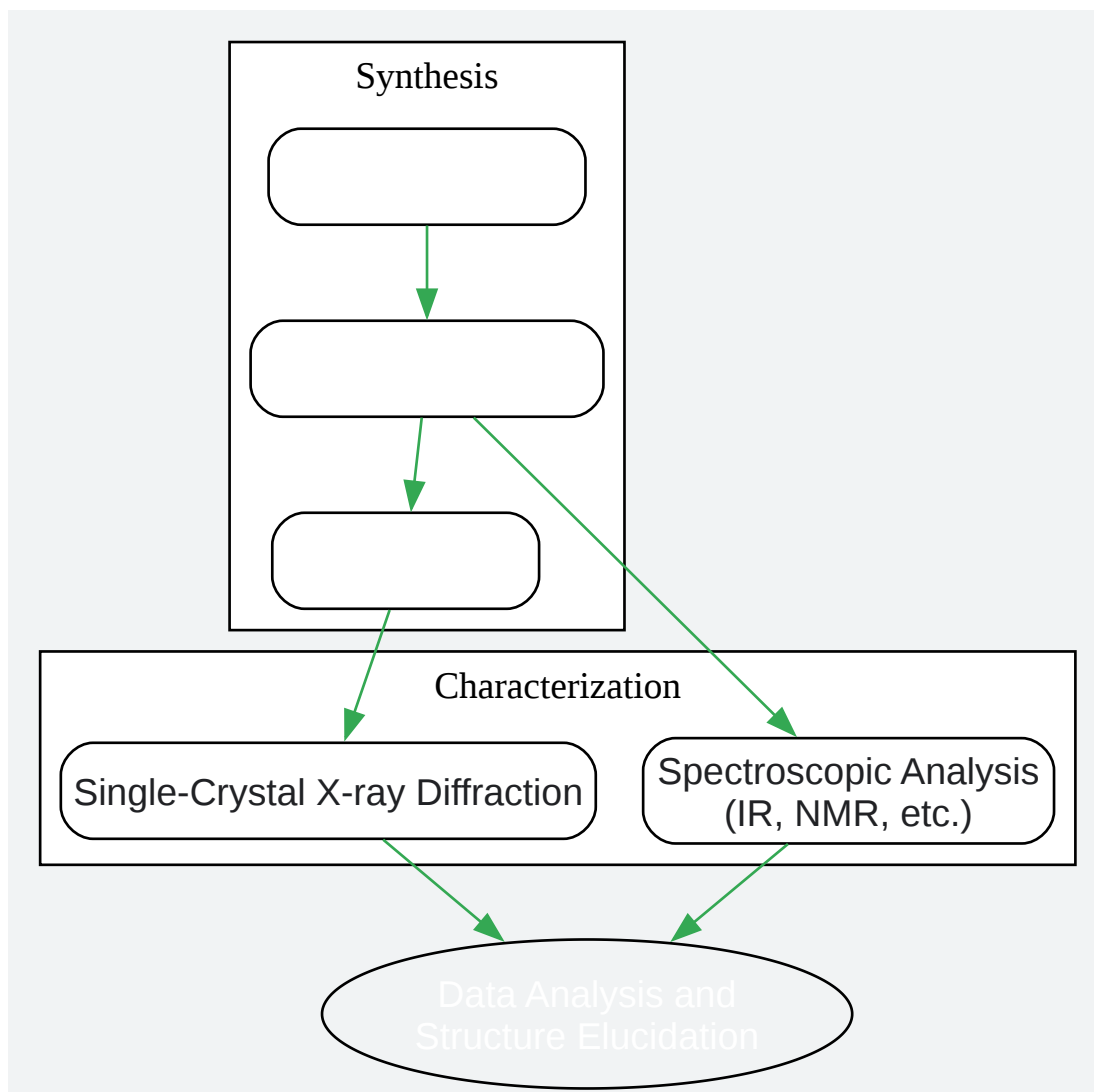 Synthesis
Characterization
Single-Crystal X-ray Diffraction
Spectroscopic Analysis
(IR, NMR, etc.)
Data Analysis and
Structure Elucidation